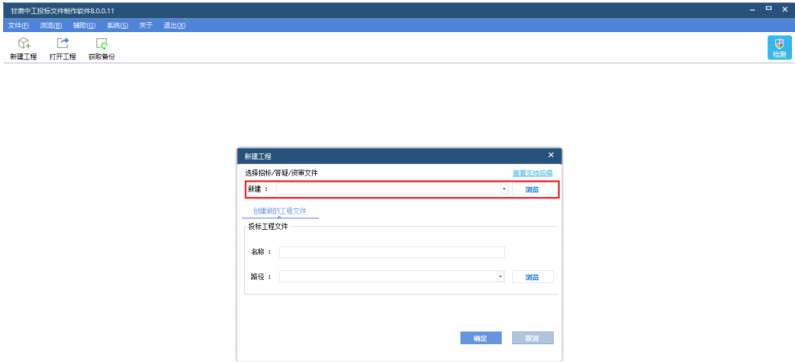 甘肃中工投标文件制作软件8.0.0.11
文件(F) 浏览(B) 辅助(G) 系统(S) 关于 退出(X)
新建工程 打开工程 获取备份
检测
新建工程
选择招标/答疑/资审文件 查看支持后缀
新建： 浏览
创建新的工程文件
投标工程文件
名称：
路径： 浏览
确定 取消